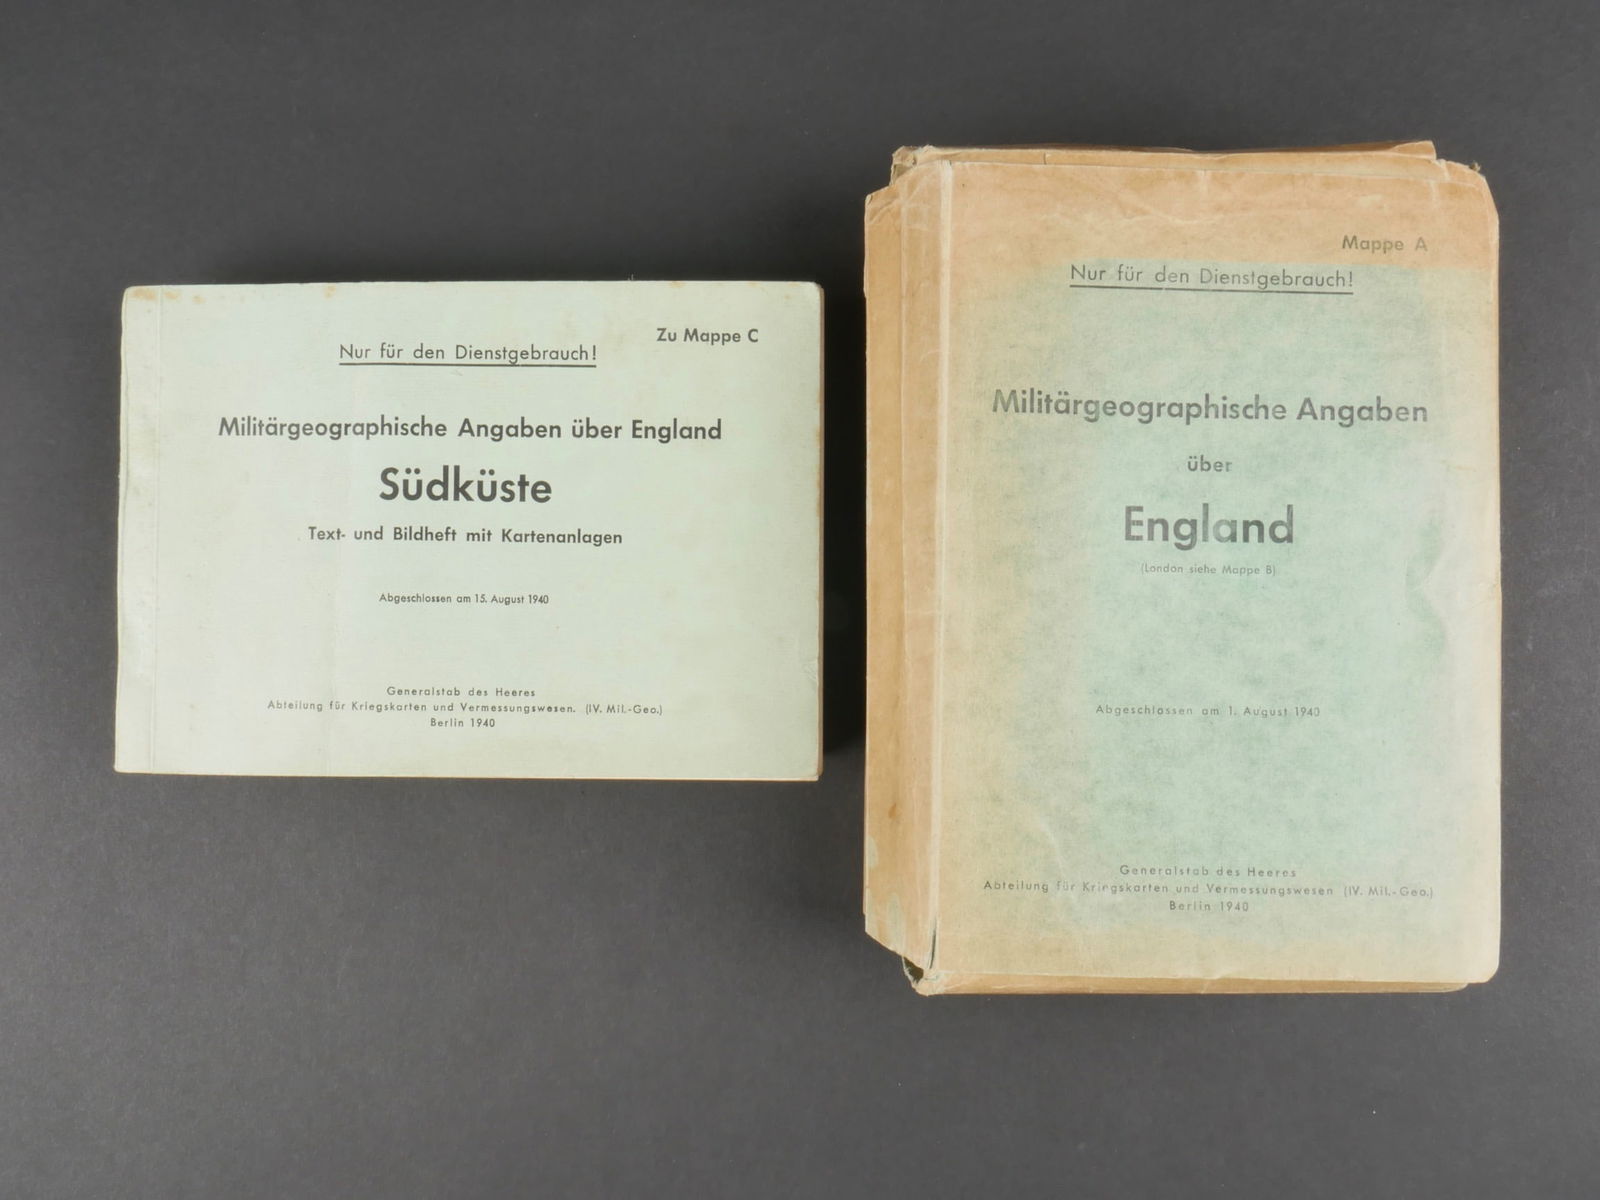 Zu Mappe C
Nur für den Dienstgebrauch!
Militärgeographische Angaben über England
Südküste
Text- und Bildheft mit Kartenanlagen
Abgeschlossen am 15. August 1940
Generalstab des Heeres
Abteilung für Kriegskarten und Vermessungswesen. (IV. Mil.-Geo.)
Berlin 1940
Mappe A
Nur für den Dienstgebrauch!
Militärgeographische Angaben
über
England
(London siehe Mappe B)
Abgeschlossen am 1. August 1940
Generalstab des Heeres
Abteilung für Kriegskarten und Vermessungswesen (IV. Mil.-Geo.)
Berlin 1940